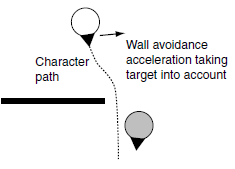 Wall avoidance
acceleration taking
target into account
Character
path